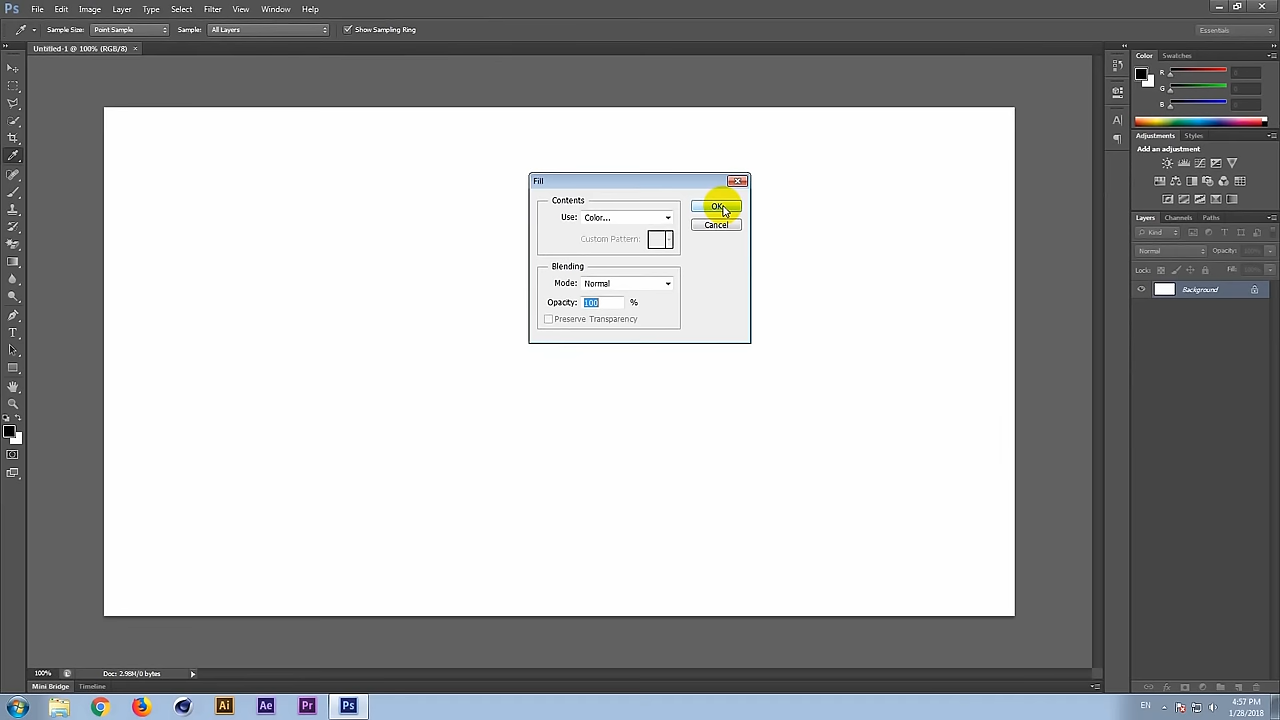 Ps File Edit Image Layer Type Select Filter View Window Help
Sample Size: Point Sample Sample: All Layers Show Sampling Ring Essentials
Untitled-1 @ 100% (RGB/8) ×
Color Swatches
R
G
B
Adjustments Styles
Add an adjustment
Fill
Contents
Use: Color...
Custom Pattern:
OK
Cancel
Blending
Mode: Normal
Opacity: 100 %
Preserve Transparency
Layers Channels Paths
Kind
Normal Opacity:
Lock: Fill:
Background
100% Doc: 2.98M/0 bytes
Mini Bridge Timeline
Ai Ae Pr Ps
EN 4:57 PM
1/28/2018